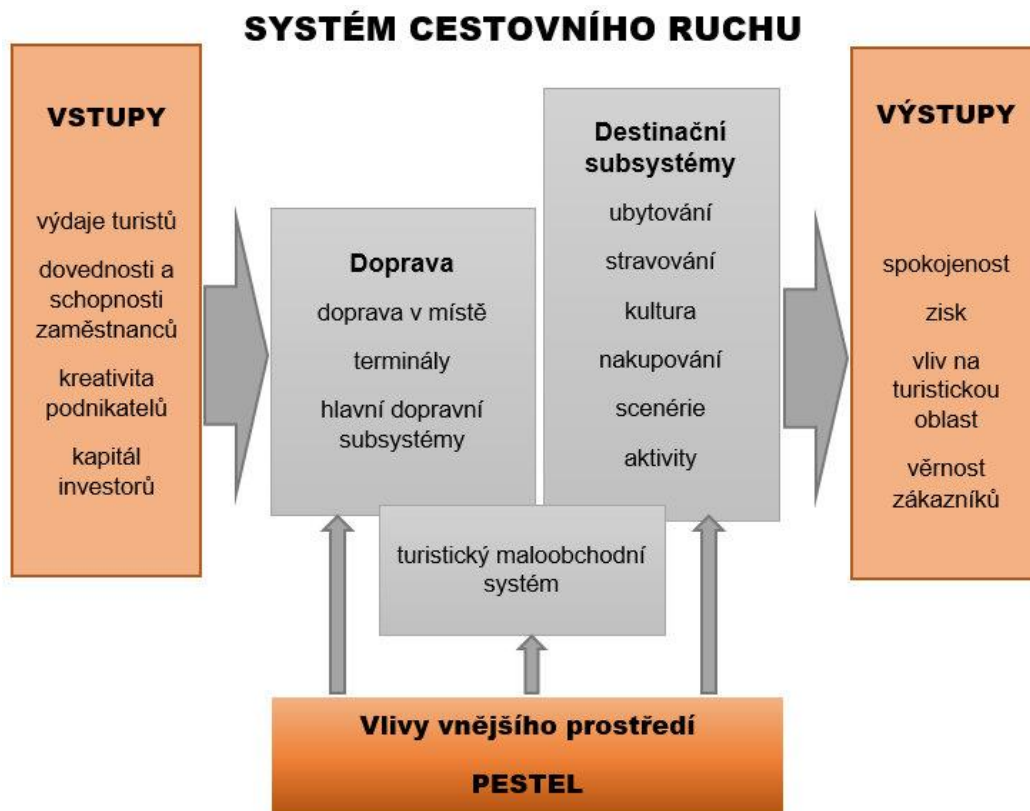 SYSTÉM CESTOVNÍHO RUCHU
VSTUPY
výdaje turistů
dovednosti a
schopnosti
zaměstnanců
kreativita
podnikatelů
kapitál
investorů
Doprava
doprava v místě
terminály
hlavní dopravní
subsystémy
Destinační
subsystémy
ubytování
stravování
kultura
nakupování
scenérie
aktivity
turistický maloobchodní
systém
VÝSTUPY
spokojenost
zisk
vliv na
turistickou
oblast
věrnost
zákazníků
Vlivy vnějšího prostředí
PESTEL